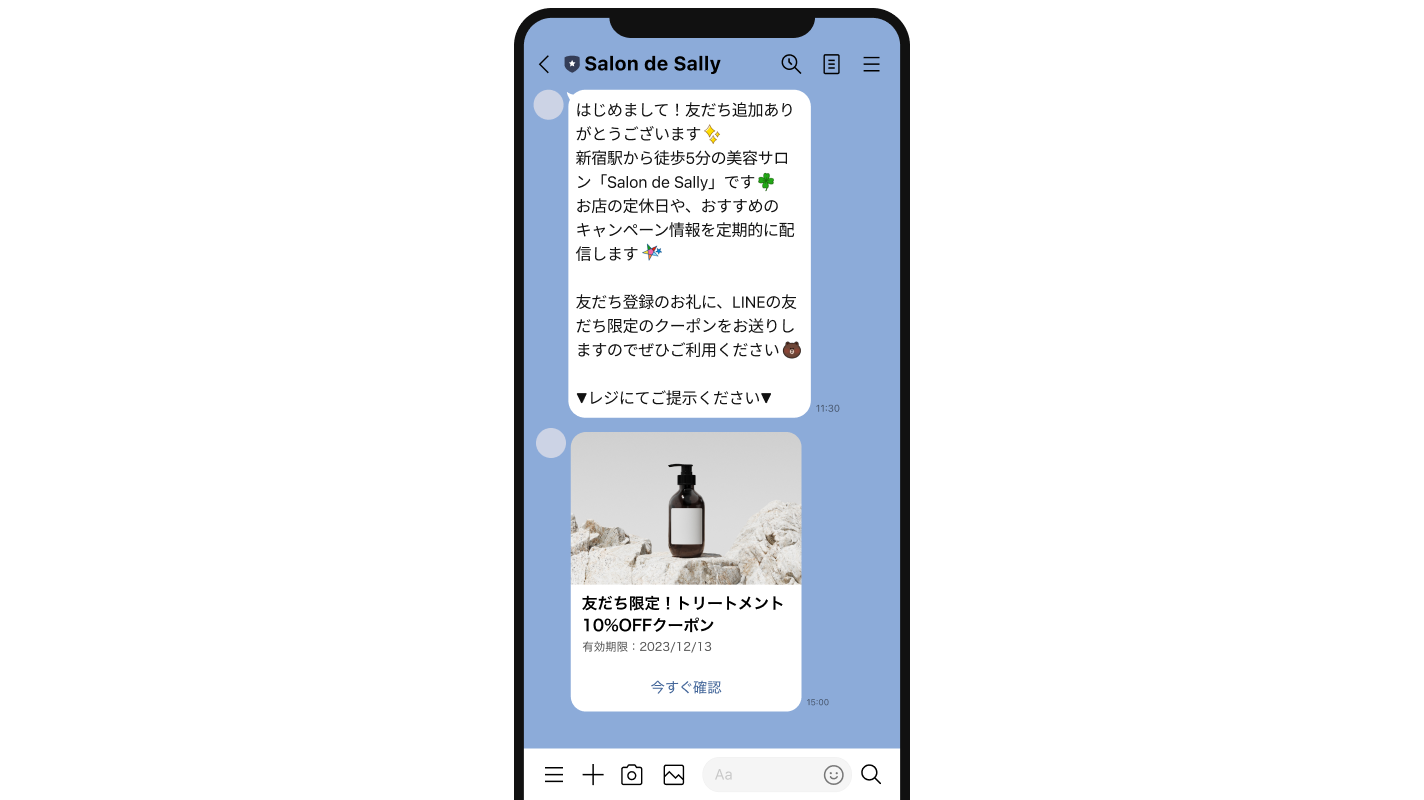 Salon de Sally
はじめまして！友だち追加あり
がとうございます✨
新宿駅から徒歩5分の美容サロ
ン「Salon de Sally」です🍀
お店の定休日や、おすすめの
キャンペーン情報を定期的に配
信します
友だち登録のお礼に、LINEの友
だち限定のクーポンをお送りし
ますのでぜひご利用ください
▼レジにてご提示ください▼
11:30
友だち限定！トリートメント
10%OFFクーポン
有効期限：2023/12/13
今すぐ確認
15:00
Aa